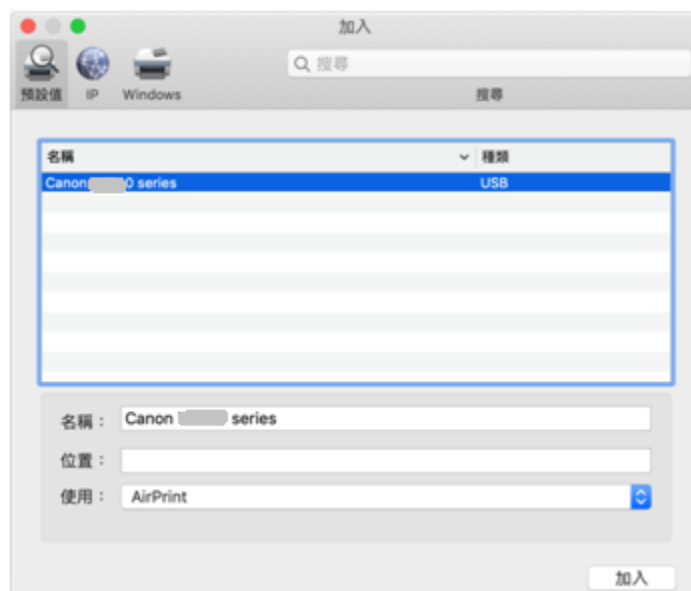 加入
搜尋
預設值 IP Windows 搜尋
名稱 種類
Canon 0 series USB
名稱： Canon series
位置：
使用： AirPrint
加入